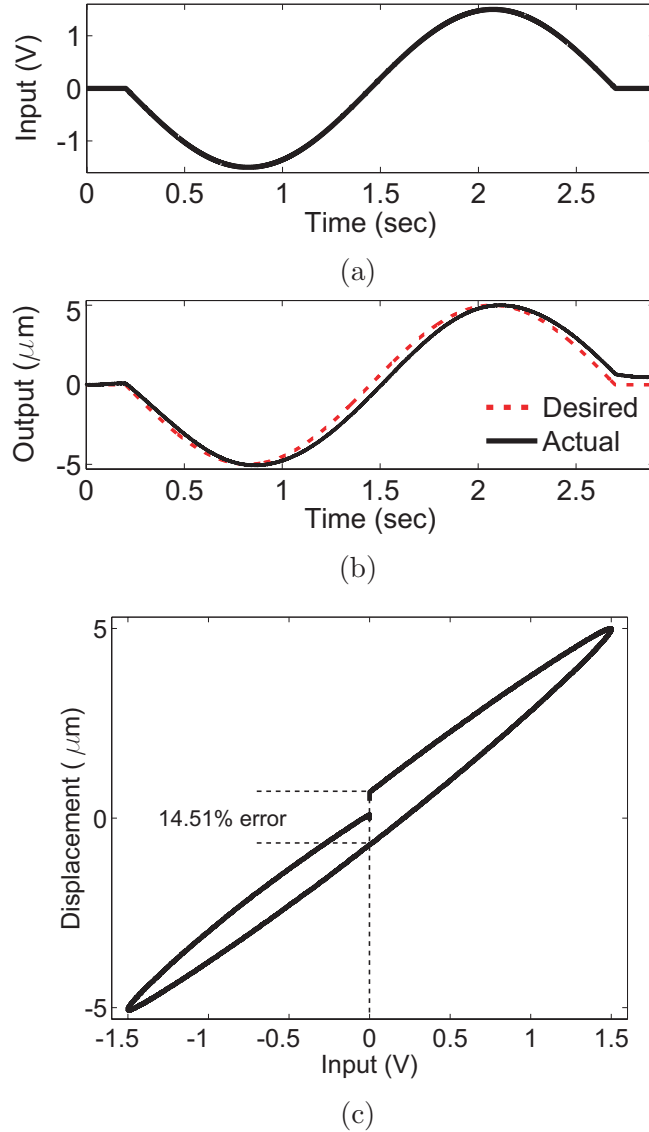 Input (V)
1
0
-1
0 0.5 1 1.5 2 2.5
Time (sec)
(a)
Output (μm)
5
0
-5
Desired
Actual
0 0.5 1 1.5 2 2.5
Time (sec)
(b)
Displacement ( μm)
5
0
-5
14.51% error
-1.5 -1 -0.5 0 0.5 1 1.5
Input (V)
(c)